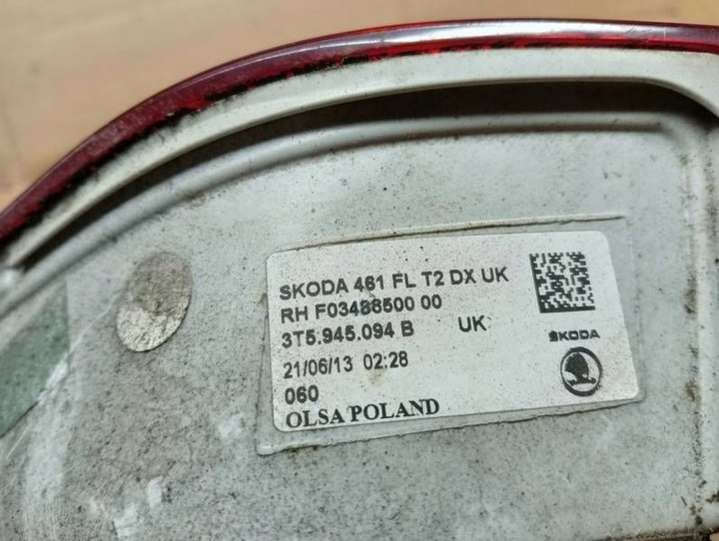 SKODA 461 FL T2 DX UK
RH F03486500 00
3T5.945.094 B UK
ŠKODA
21/06/13 02:28
060
OLSA POLAND